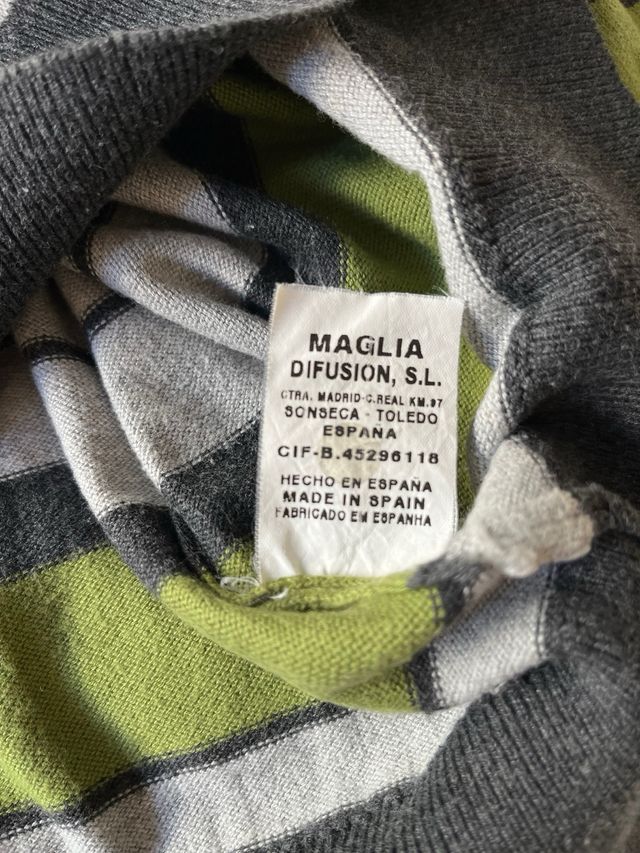 MAGLIA
DIFUSION, S.L.
CTRA. MADRID-C.REAL KM.97
SONSECA - TOLEDO
ESPAÑA
CIF-B.45296118
HECHO EN ESPAÑA
MADE IN SPAIN
FABRICADO EM ESPANHA